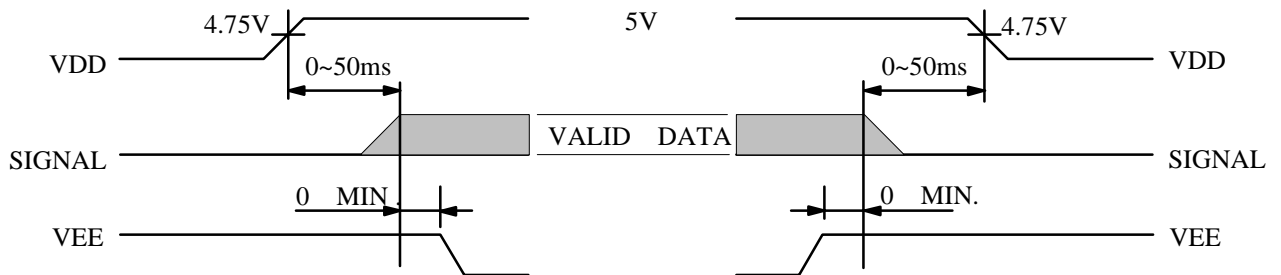 4.75V 5V 4.75V
VDD 0~50ms 0~50ms VDD
VALID DATA
SIGNAL SIGNAL
0 MIN. 0 MIN.
VEE VEE